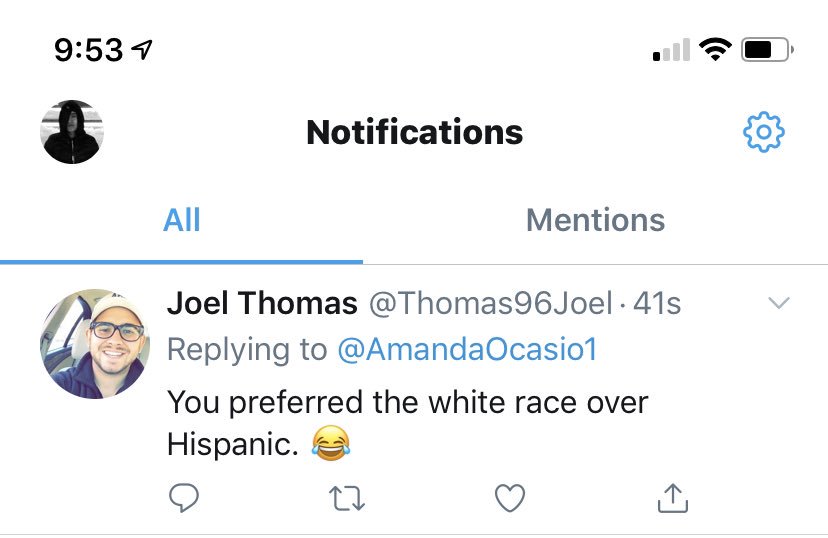 9:53
Notifications
All Mentions
Joel Thomas @Thomas96Joel · 41s
Replying to @AmandaOcasio1
You preferred the white race over
Hispanic. 😂